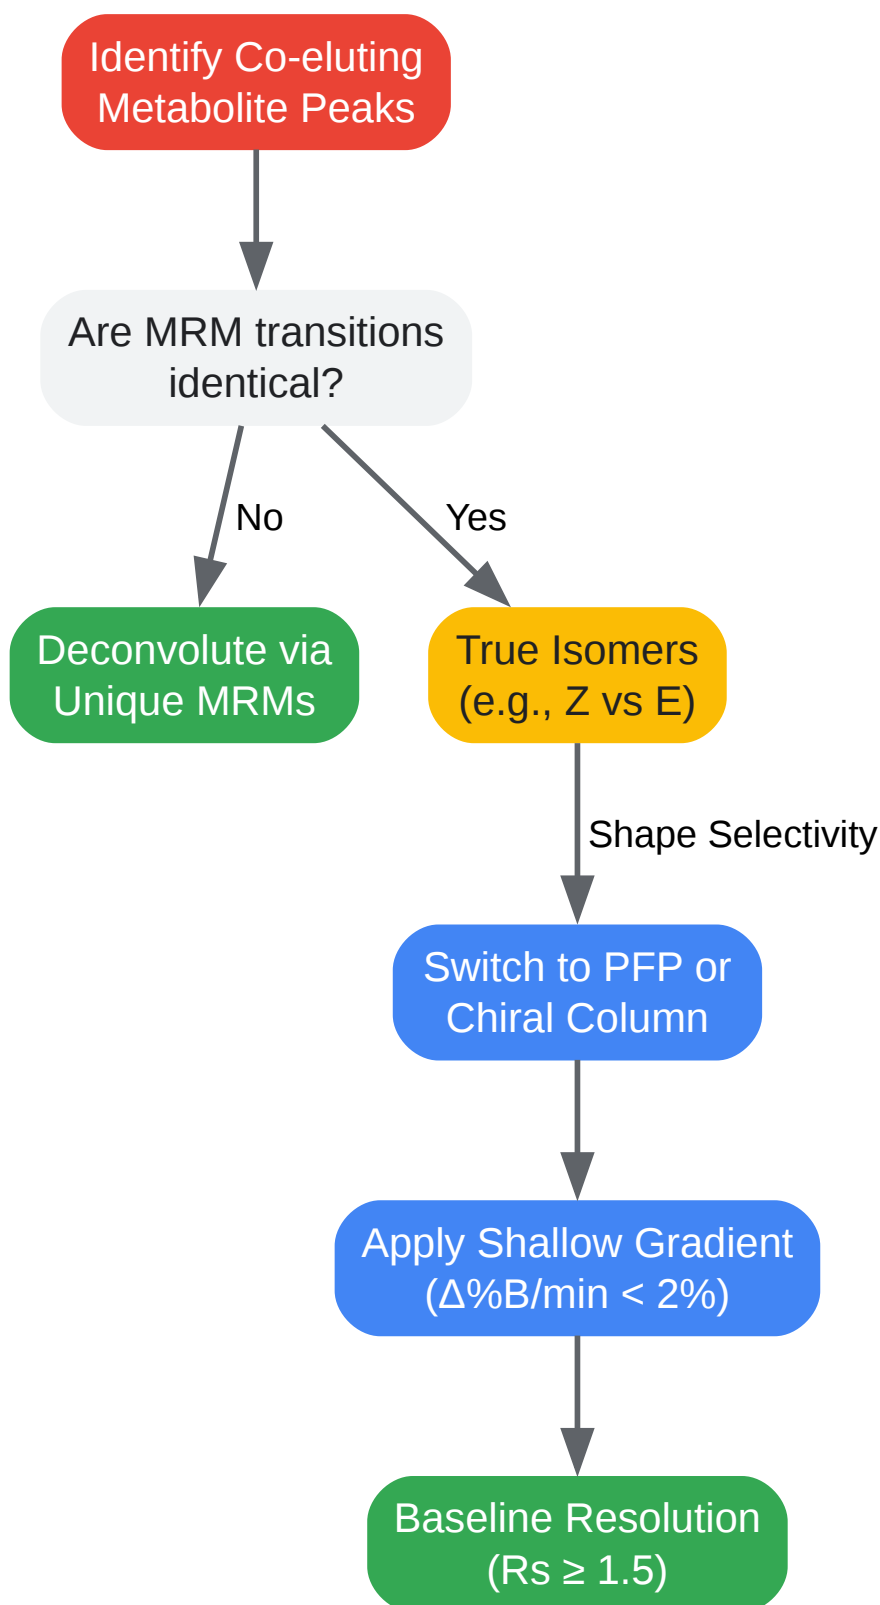 Identify Co-eluting
Metabolite Peaks
Are MRM transitions
identical?
No
Yes
Deconvolute via
Unique MRMs
True Isomers
(e.g., Z vs E)
Shape Selectivity
Switch to PFP or
Chiral Column
Apply Shallow Gradient
(Δ%B/min < 2%)
Baseline Resolution
(Rs ≥ 1.5)